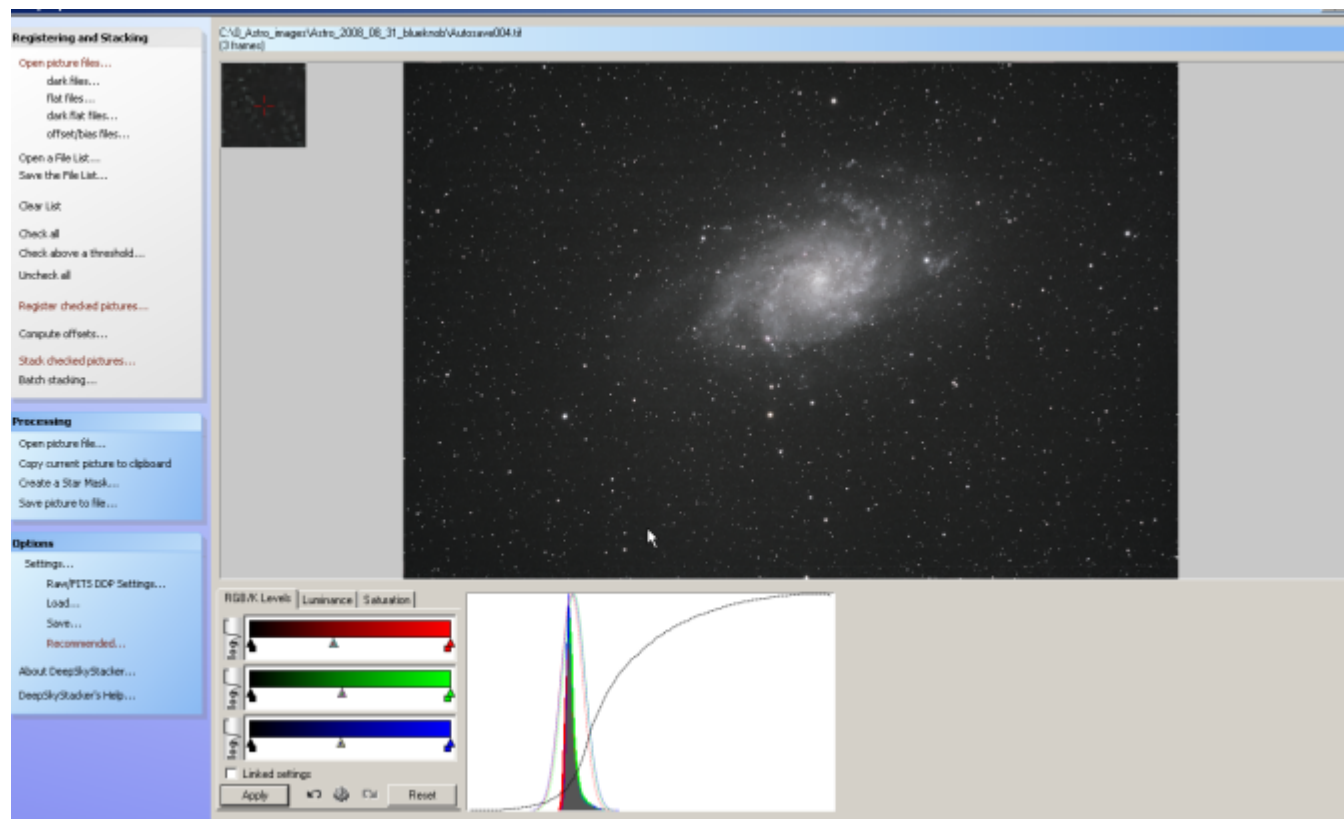 Registering and Stacking
Open picture files...
dark files...
flat files...
dark flat files...
offset/bias files...
Open a File List...
Save the File List...
Clear List
Check all
Check above a threshold...
Uncheck all
Register checked pictures...
Compute offsets...
Stack checked pictures...
Batch stacking...
Processing
Open picture file...
Copy current picture to clipboard
Create a Star Mask...
Save picture to file...
Options
Settings...
Raw/FITS DDP Settings...
Load...
Save...
Recommended...
About DeepSkyStacker...
DeepSkyStacker's Help...
C:\0_Astro_images\Astro_2008_08_31_blueknob\Autosave004.tif
(3 frames)
RGB/K Levels Luminance Saturation
log
log
log
Linked settings
Apply Reset